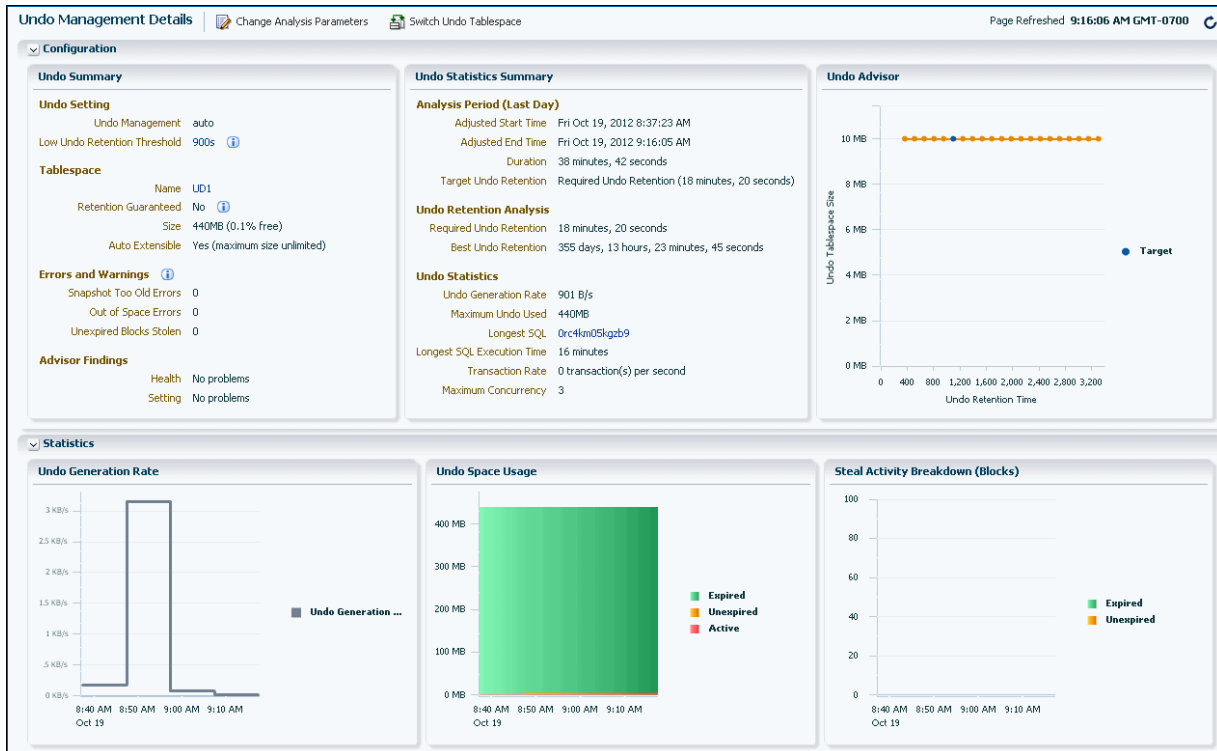 Undo Management Details
Change Analysis Parameters
Switch Undo Tablespace
Page Refreshed 9:16:06 AM GMT-0700
Configuration
Undo Summary
Undo Setting
Undo Management auto
Low Undo Retention Threshold 900s
Tablespace
Name UD1
Retention Guaranteed No
Size 440MB (0.1% free)
Auto Extensible Yes (maximum size unlimited)
Errors and Warnings
Snapshot Too Old Errors 0
Out of Space Errors 0
Unexpired Blocks Stolen 0
Advisor Findings
Health No problems
Setting No problems
Undo Statistics Summary
Analysis Period (Last Day)
Adjusted Start Time Fri Oct 19, 2012 8:37:23 AM
Adjusted End Time Fri Oct 19, 2012 9:16:05 AM
Duration 38 minutes, 42 seconds
Target Undo Retention Required Undo Retention (18 minutes, 20 seconds)
Undo Retention Analysis
Required Undo Retention 18 minutes, 20 seconds
Best Undo Retention 355 days, 13 hours, 23 minutes, 45 seconds
Undo Statistics
Undo Generation Rate 901 B/s
Maximum Undo Used 440MB
Longest SQL 0rc4km05kgzb9
Longest SQL Execution Time 16 minutes
Transaction Rate 0 transaction(s) per second
Maximum Concurrency 3
Undo Advisor
Undo Tablespace Size
10 MB
8 MB
6 MB
4 MB
2 MB
0 MB
0 400 800 1,200 1,600 2,000 2,400 2,800 3,200
Undo Retention Time
Target
Statistics
Undo Generation Rate
3 KB/s
2.5 KB/s
2 KB/s
1.5 KB/s
1 KB/s
.5 KB/s
0 KB/s
8:40 AM 8:50 AM 9:00 AM 9:10 AM
Oct 19
Undo Generation ...
Undo Space Usage
400 MB
300 MB
200 MB
100 MB
0 MB
8:40 AM 8:50 AM 9:00 AM 9:10 AM
Oct 19
Expired
Unexpired
Active
Steal Activity Breakdown (Blocks)
100
80
60
40
20
0
8:40 AM 8:50 AM 9:00 AM 9:10 AM
Oct 19
Expired
Unexpired